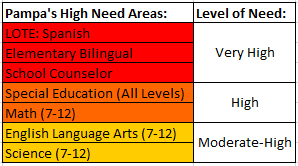 Pampa's High Need Areas: Level of Need:
LOTE: Spanish
Elementary Bilingual
School Counselor
Very High
Special Education (All Levels)
Math (7-12)
High
English Language Arts (7-12)
Science (7-12)
Moderate-High